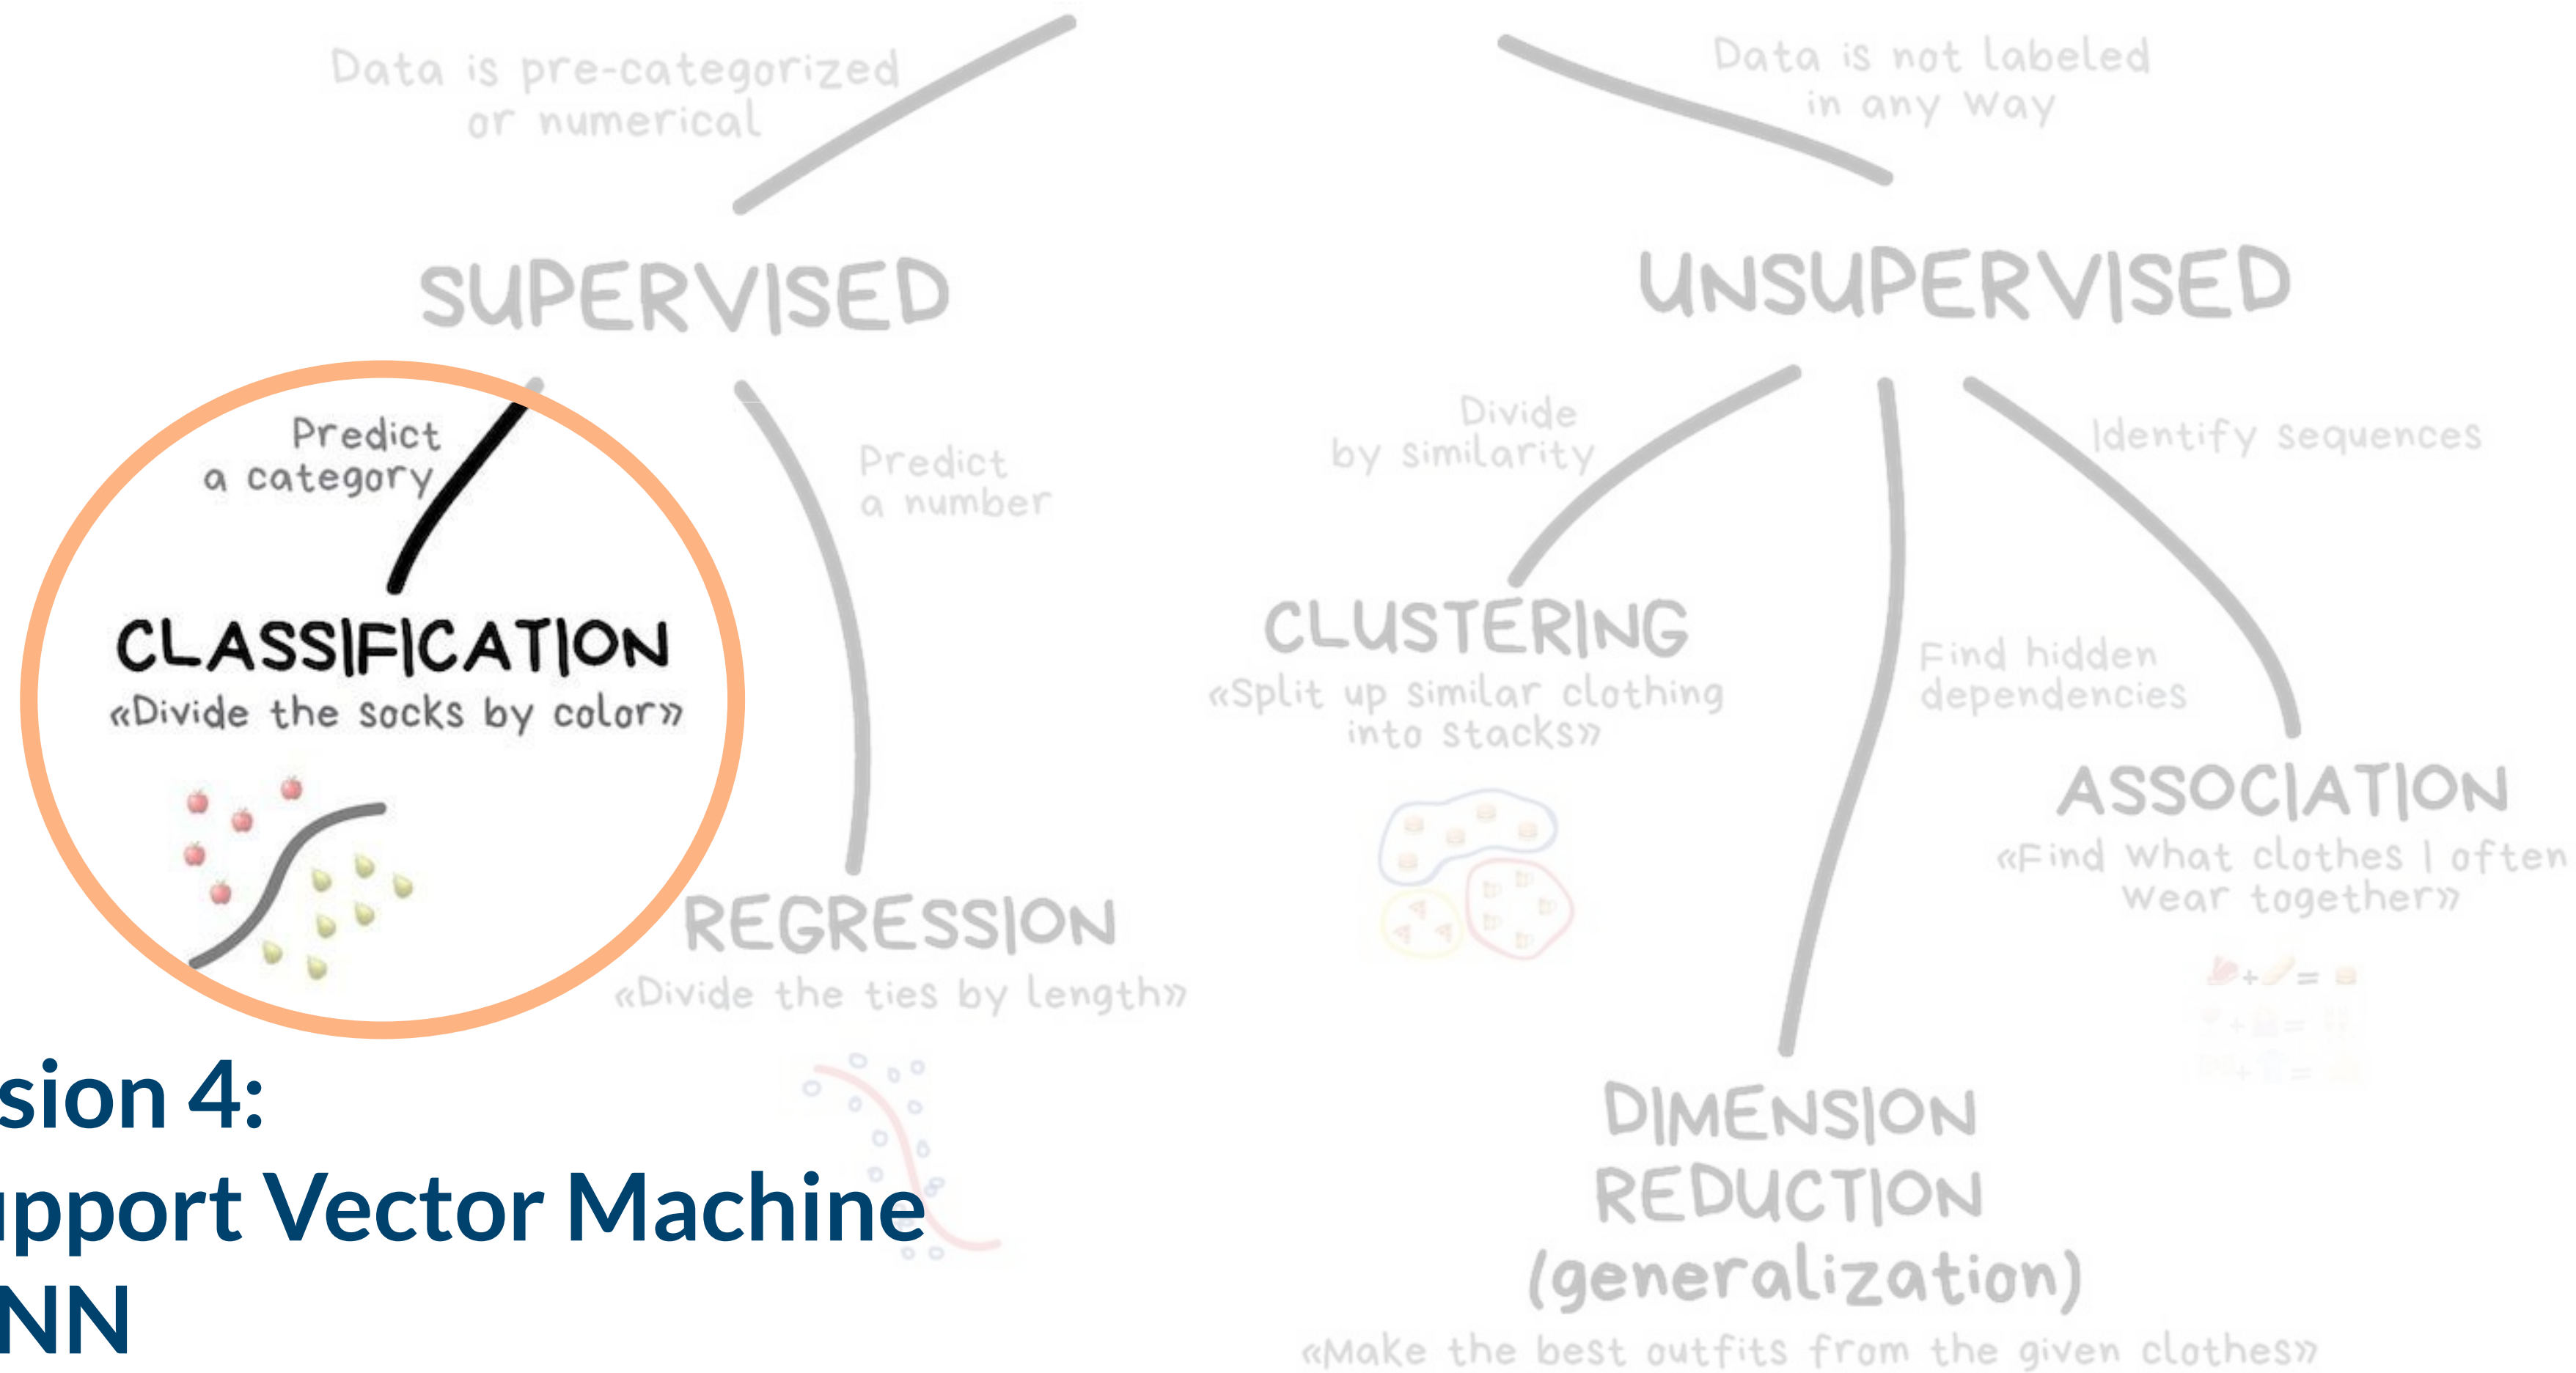 Data is pre-categorized
or numerical
Data is not labeled
in any way
SUPERVISED
UNSUPERVISED
Predict
a category
Predict
a number
Divide
by similarity
Identify sequences
CLASSIFICATION
«Divide the socks by color»
CLUSTERING
«Split up similar clothing
into stacks»
Find hidden
dependencies
ASSOCIATION
«Find what clothes I often
wear together»
REGRESSION
«Divide the ties by length»
+ =
+ =
+ =
DIMENSION
REDUCTION
(generalization)
«Make the best outfits from the given clothes»
sion 4:
upport Vector Machine
NN